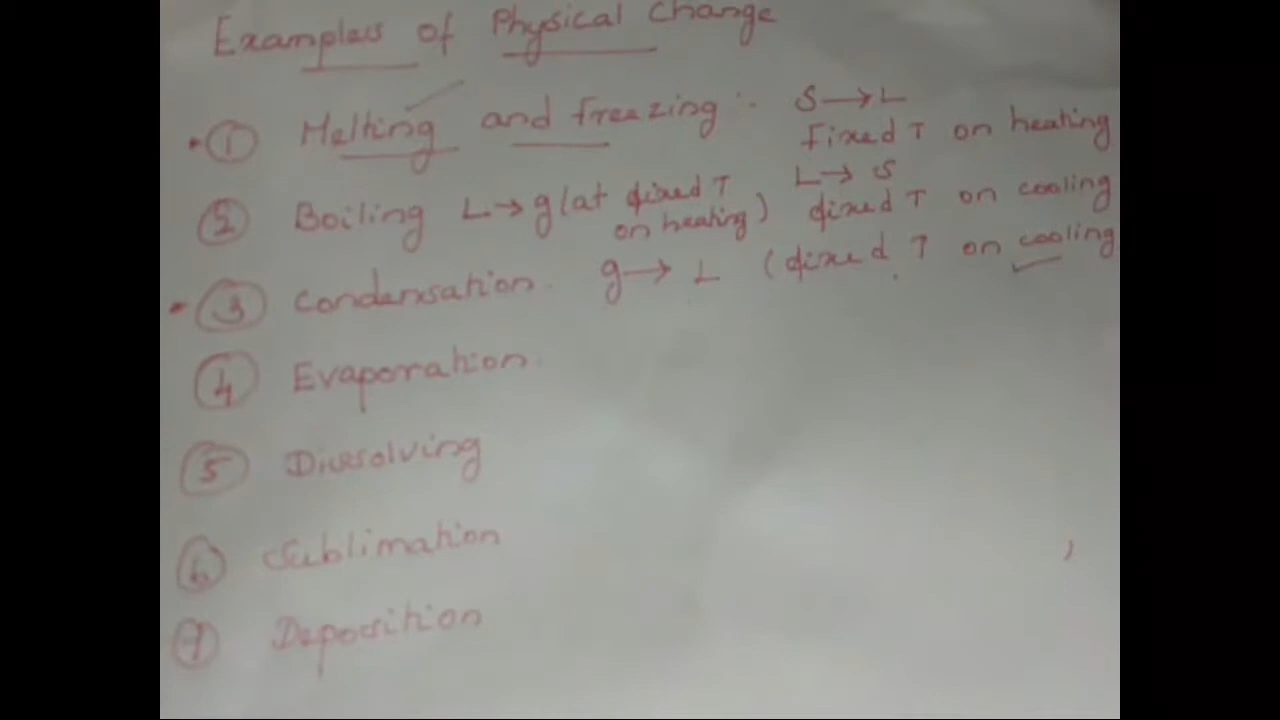 Examples of Physical Change
① Melting and freezing :- S → L
fixed T on heating
L → S
fixed T on cooling
② Boiling L → g (at fixed T
on heating)
③ Condensation. g → L (fixed T on cooling
④ Evaporation.
⑤ Dissolving
⑥ Sublimation
⑦ Deposition